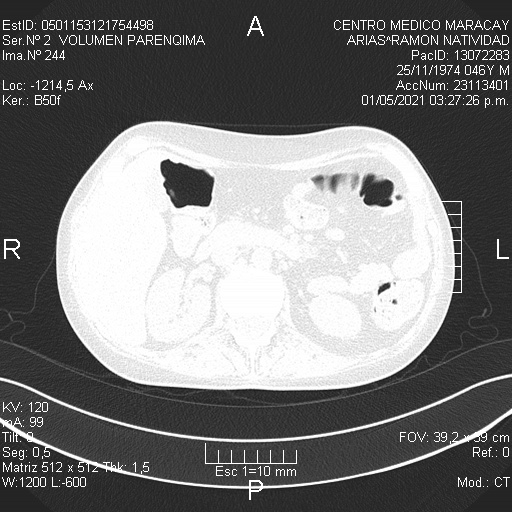 EstID: 0501153121754498
Ser.Nº 2 VOLUMEN PARENQIMA
Ima.Nº 244
Loc: -1214,5 Ax
Ker.: B50f
A
CENTRO MEDICO MARACAY
ARIAS^RAMON NATIVIDAD
PacID: 13072283
25/11/1974 046Y M
AccNum: 23113401
01/05/2021 03:27:26 p.m.
R
L
KV: 120
mA: 99
Tilt: 0
Seg: 0,5
Matriz 512 x 512 Thk: 1,5
W:1200 L:-600
Esc 1=10 mm
P
FOV: 39,2 x 39 cm
Ref.: 0
Mod.: CT